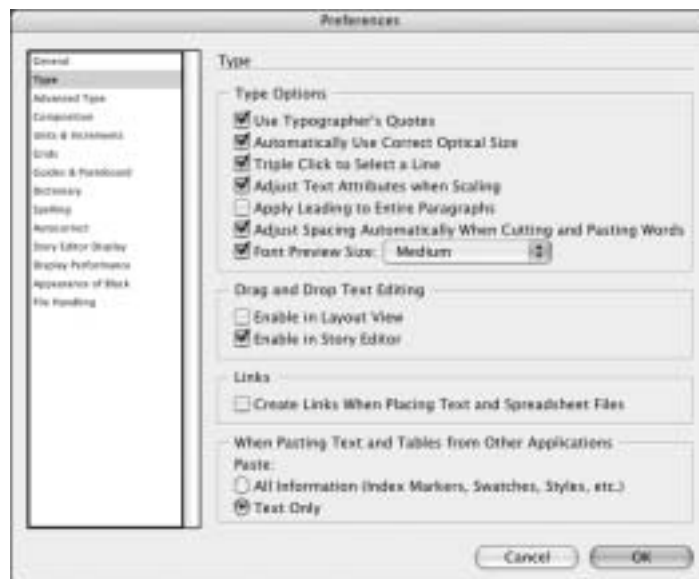 Preferences
General
Type
Advanced Type
Composition
Units & Increments
Grids
Guides & Pasteboard
Dictionary
Spelling
Autocorrect
Story Editor Display
Display Performance
Appearance of Black
File Handling
Type
Type Options
Use Typographer's Quotes
Automatically Use Correct Optical Size
Triple Click to Select a Line
Adjust Text Attributes when Scaling
Apply Leading to Entire Paragraphs
Adjust Spacing Automatically When Cutting and Pasting Words
Font Preview Size: Medium
Drag and Drop Text Editing
Enable in Layout View
Enable in Story Editor
Links
Create Links When Placing Text and Spreadsheet Files
When Pasting Text and Tables from Other Applications
Paste:
All Information (Index Markers, Swatches, Styles, etc.)
Text Only
Cancel OK